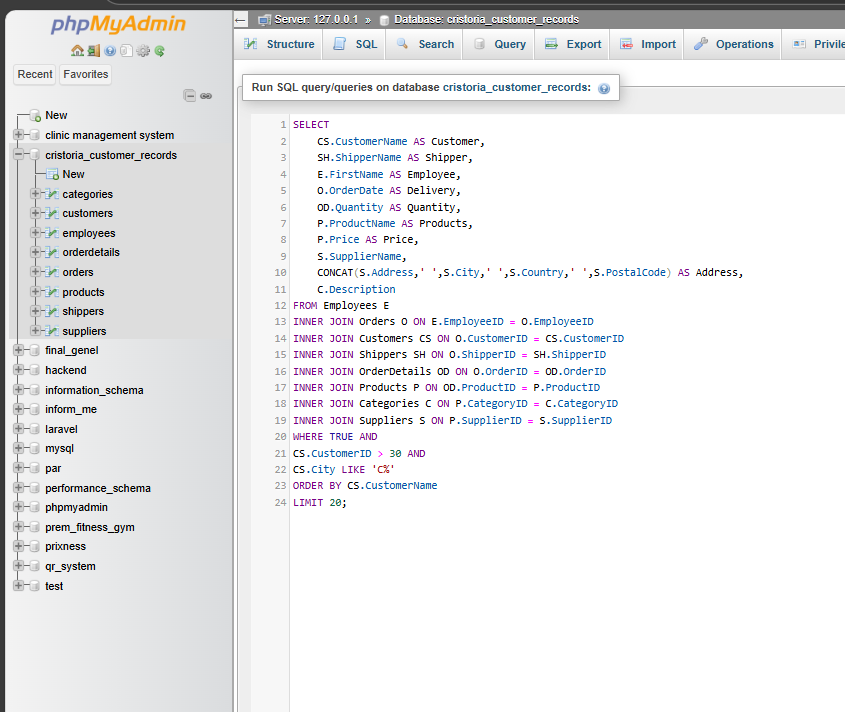 phpMyAdmin
Recent Favorites
New
clinic management system
cristoria_customer_records
New
categories
customers
employees
orderdetails
orders
products
shippers
suppliers
final_genel
hackend
information_schema
inform_me
laravel
mysql
par
performance_schema
phpmyadmin
prem_fitness_gym
prixness
qr_system
test
Server: 127.0.0.1 » Database: cristoria_customer_records
Structure SQL Search Query Export Import Operations Privile
Run SQL query/queries on database cristoria_customer_records:
1 SELECT
2 CS.CustomerName AS Customer,
3 SH.ShipperName AS Shipper,
4 E.FirstName AS Employee,
5 O.OrderDate AS Delivery,
6 OD.Quantity AS Quantity,
7 P.ProductName AS Products,
8 P.Price AS Price,
9 S.SupplierName,
10 CONCAT(S.Address,' ',S.City,' ',S.Country,' ',S.PostalCode) AS Address,
11 C.Description
12 FROM Employees E
13 INNER JOIN Orders O ON E.EmployeeID = O.EmployeeID
14 INNER JOIN Customers CS ON O.CustomerID = CS.CustomerID
15 INNER JOIN Shippers SH ON O.ShipperID = SH.ShipperID
16 INNER JOIN OrderDetails OD ON O.OrderID = OD.OrderID
17 INNER JOIN Products P ON OD.ProductID = P.ProductID
18 INNER JOIN Categories C ON P.CategoryID = C.CategoryID
19 INNER JOIN Suppliers S ON P.SupplierID = S.SupplierID
20 WHERE TRUE AND
21 CS.CustomerID > 30 AND
22 CS.City LIKE 'C%'
23 ORDER BY CS.CustomerName
24 LIMIT 20;